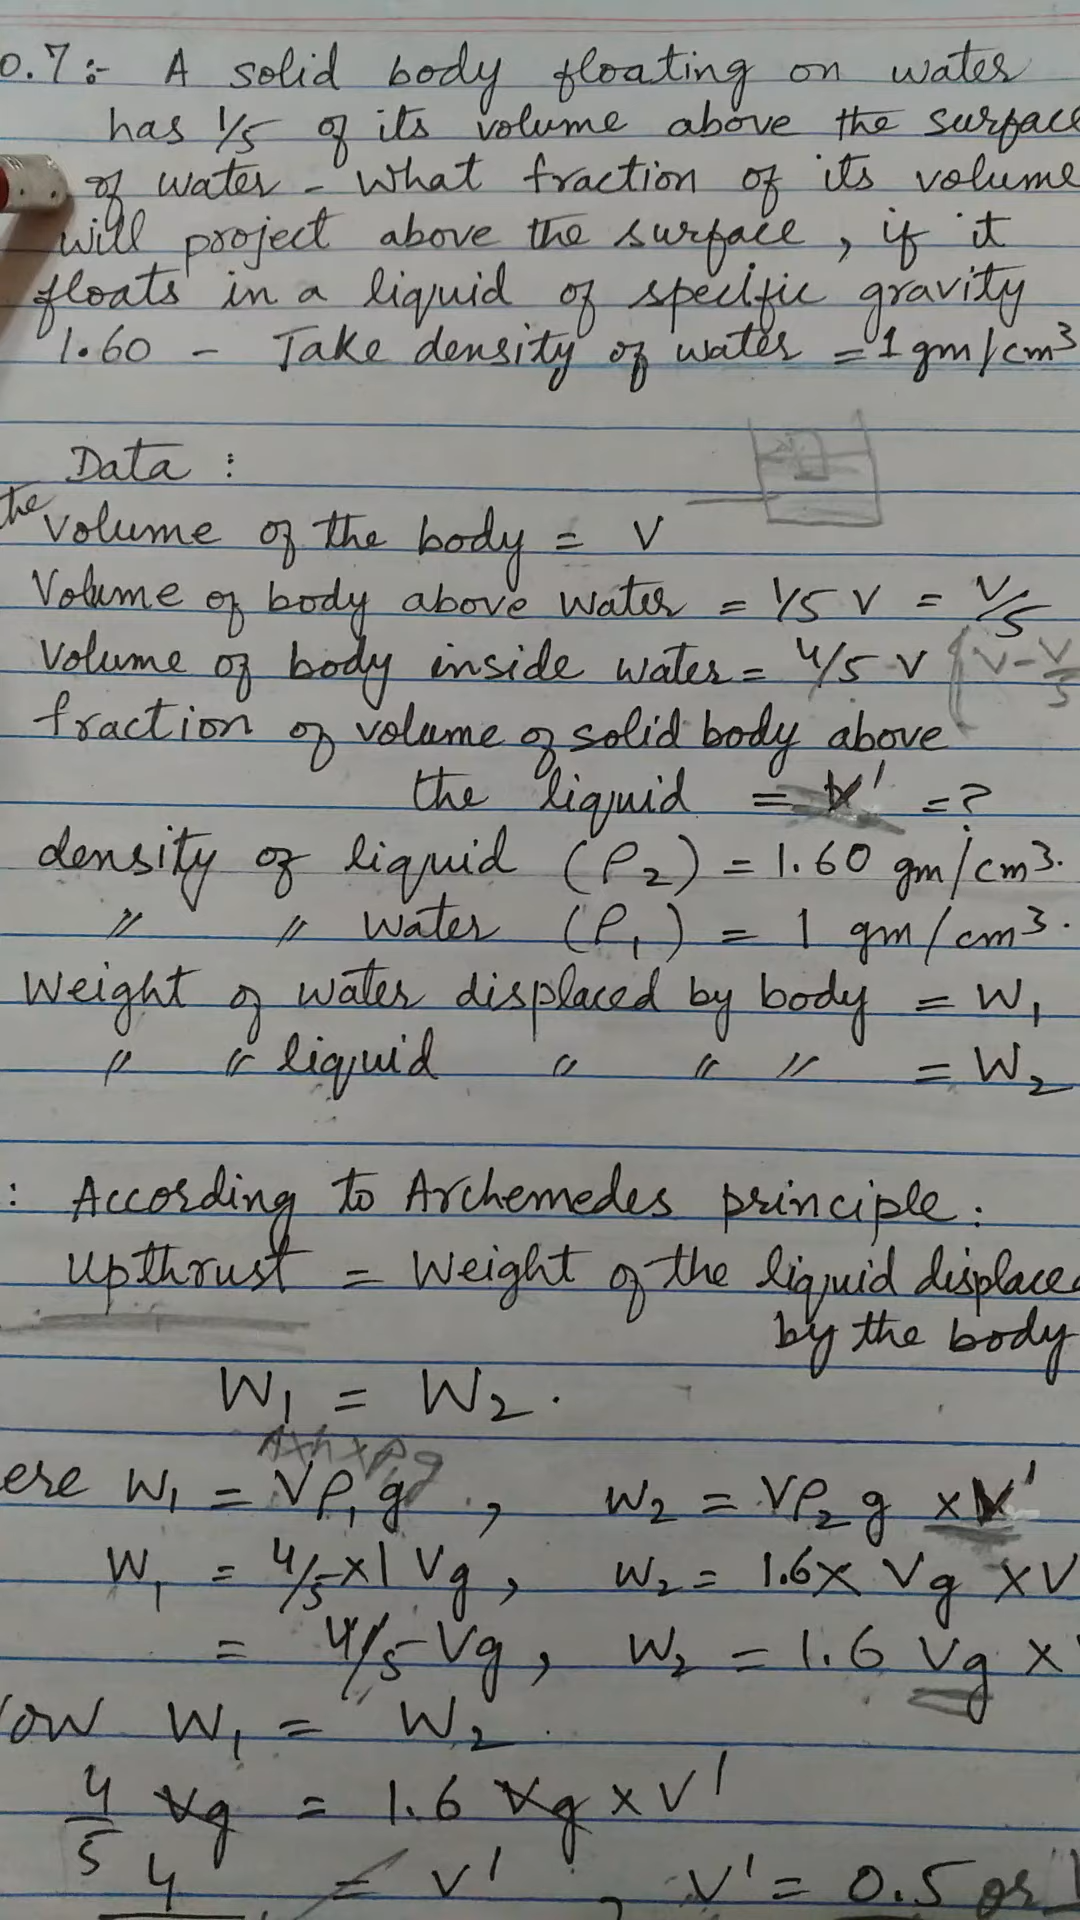 0.7:- A solid body floating on water
has 1/5 of its volume above the surface
of water - What fraction of its volume
will project above the surface, if it
floats in a liquid of specific gravity
1.60 - Take density of water = 1 gm/cm³
Data :
the
Volume of the body = V
Volume of body above water = 1/5 V = V/5
Volume of body inside water = 4/5 V { V - V/5
fraction of volume of solid body above
the liquid = V' = ?
density of liquid (ρ₂) = 1.60 gm/cm³.
" " water (ρ₁) = 1 gm/cm³.
Weight of water displaced by body = W₁
" " liquid " " " = W₂
: According to Archemedes principle :
Upthrust = Weight of the liquid displace
by the body
W₁ = W₂ .
A×h×ρg
ere W₁ = Vρ₁g , W₂ = Vρ₂g × V'
W₁ = 4/5 × 1 Vg , W₂ = 1.6 × Vg × V
= 4/5 Vg , W₂ = 1.6 Vg ×
ow W₁ = W₂ .
4/5 Vg = 1.6 Vg × V'
4 = V' , V' = 0.5 or